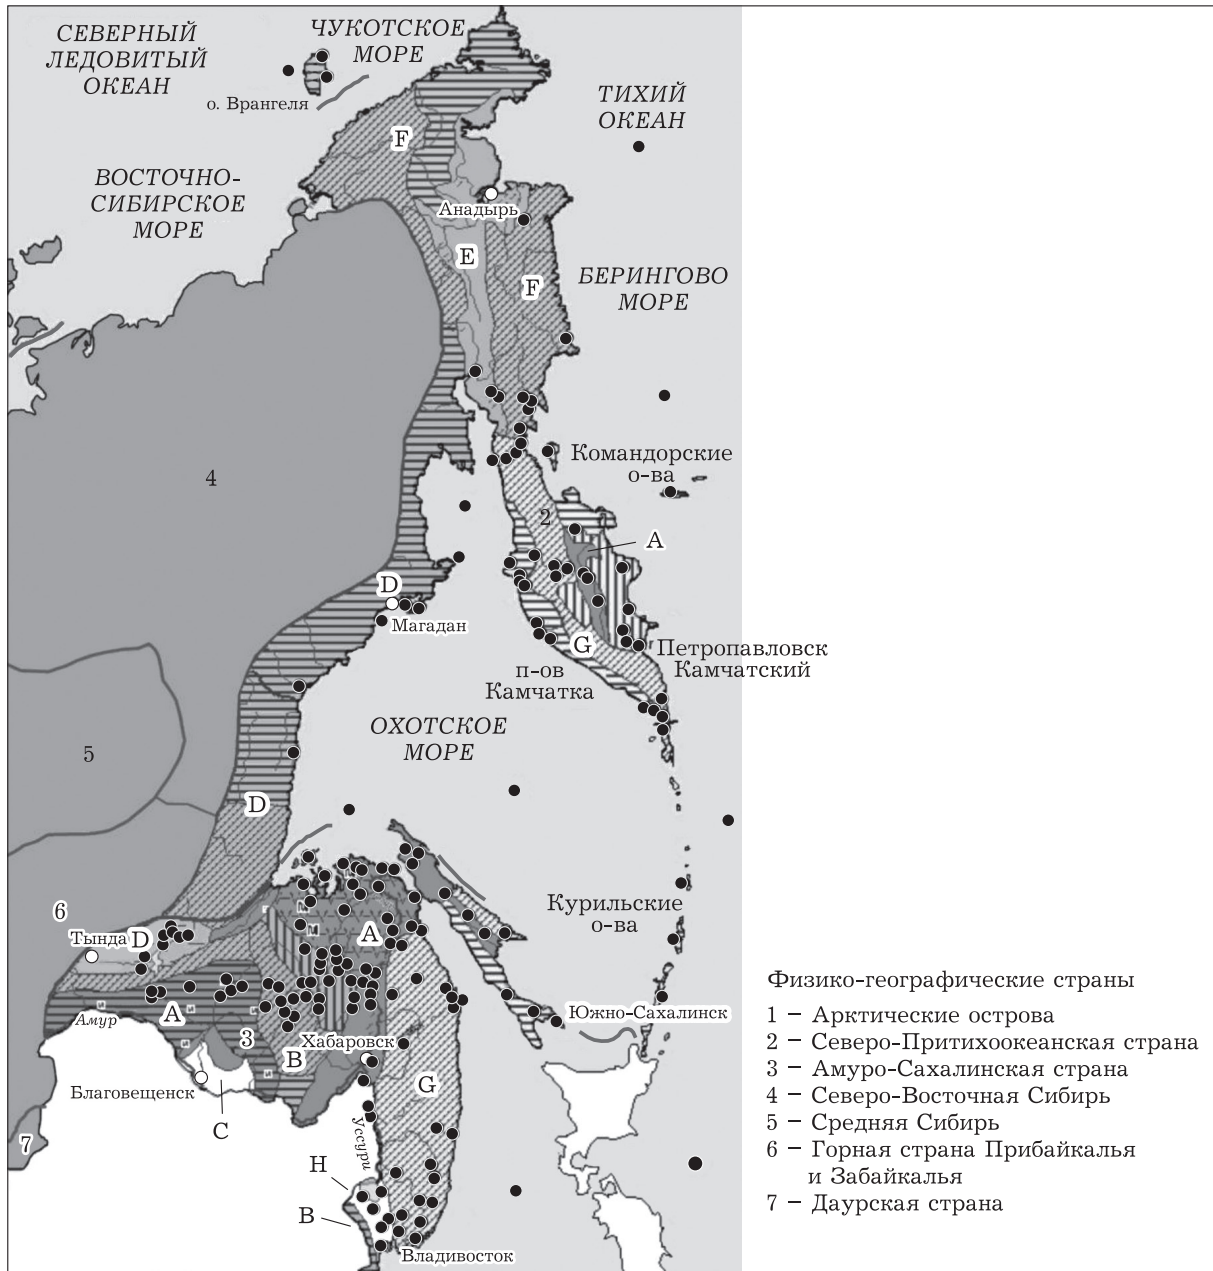 СЕВЕРНЫЙ
ЛЕДОВИТЫЙ
ОКЕАН
ЧУКОТСКОЕ
МОРЕ
о. Врангеля
ТИХИЙ
ОКЕАН
F
ВОСТОЧНО-
СИБИРСКОЕ
МОРЕ
Анадырь
E
F
БЕРИНГОВО
МОРЕ
4
Командорские
о-ва
2
A
D
Магадан
G
Петропавловск
Камчатский
п-ов
Камчатка
ОХОТСКОЕ
МОРЕ
5
D
6
Тында
D
A
Курильские
о-ва
М
М
A
Амур
3
B
Хабаровск
Южно-Сахалинск
Благовещенск
C
G
7
Уссури
H
B
Владивосток
Физико-географические страны
1 – Арктические острова
2 – Северо-Притихоокеанская страна
3 – Амуро-Сахалинская страна
4 – Северо-Восточная Сибирь
5 – Средняя Сибирь
6 – Горная страна Прибайкалья
и Забайкалья
7 – Даурская страна